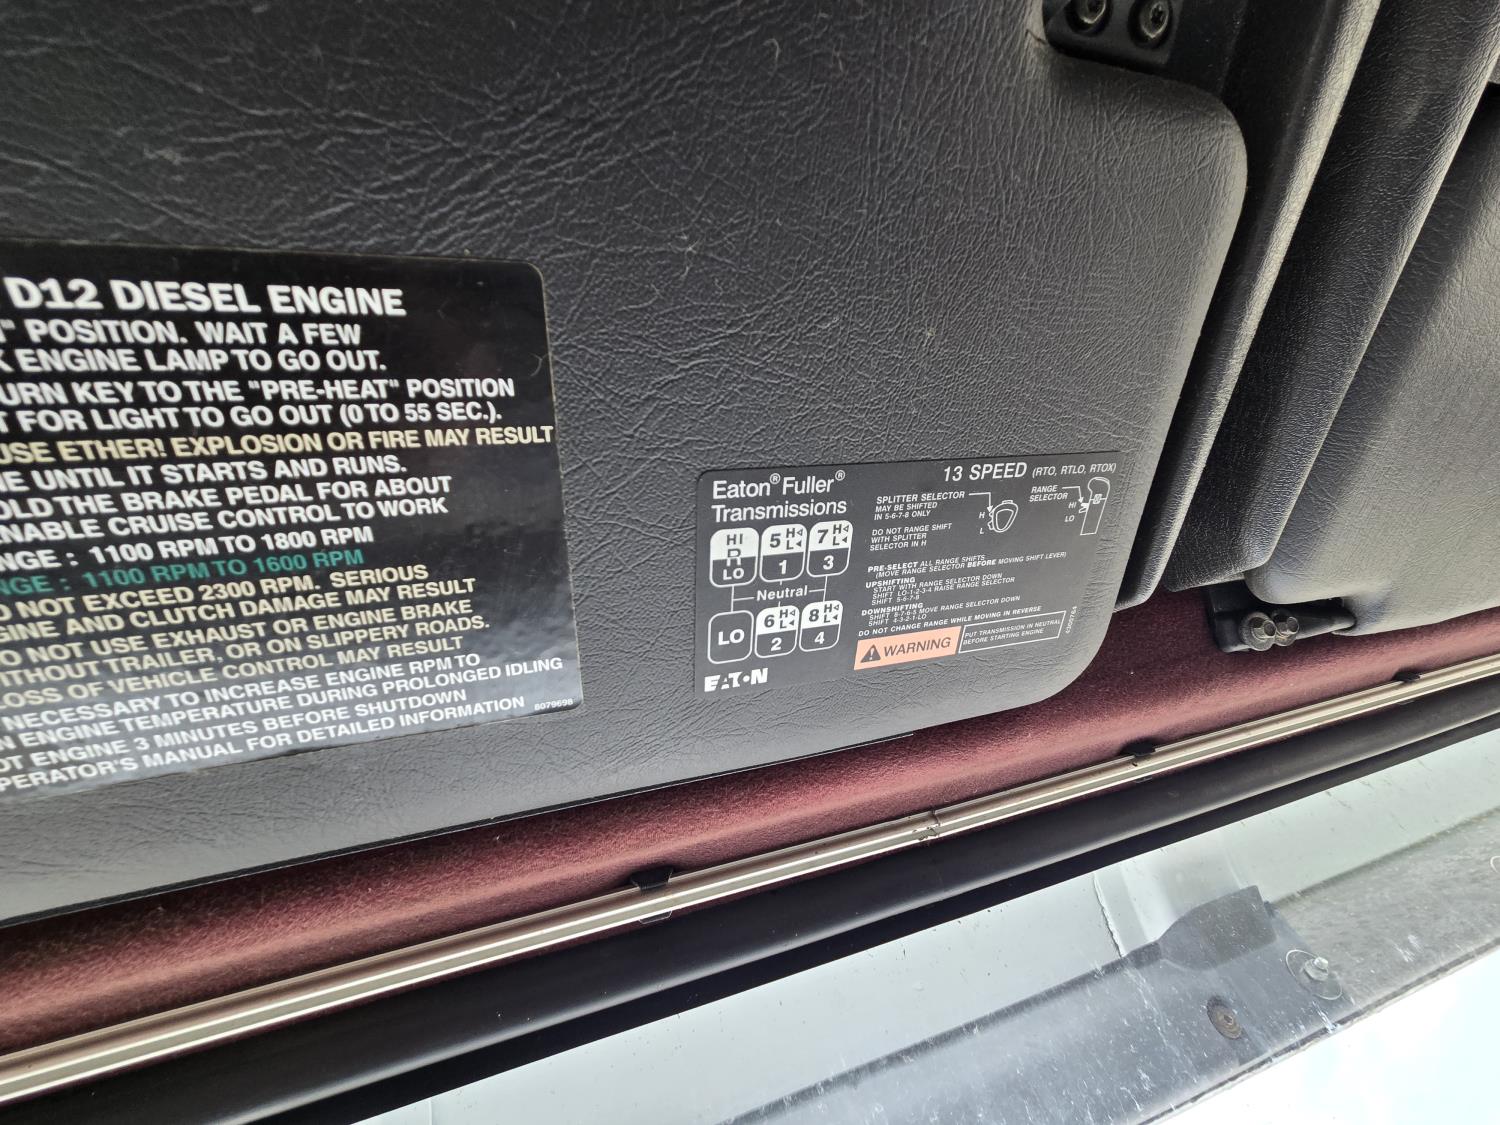 D12 DIESEL ENGINE
" POSITION. WAIT A FEW
K ENGINE LAMP TO GO OUT.
URN KEY TO THE "PRE-HEAT" POSITION
T FOR LIGHT TO GO OUT (0 TO 55 SEC.).
USE ETHER! EXPLOSION OR FIRE MAY RESULT
NE UNTIL IT STARTS AND RUNS.
OLD THE BRAKE PEDAL FOR ABOUT
ENABLE CRUISE CONTROL TO WORK
NGE : 1100 RPM TO 1800 RPM
NGE : 1100 RPM TO 1600 RPM
O NOT EXCEED 2300 RPM. SERIOUS
GINE AND CLUTCH DAMAGE MAY RESULT
O NOT USE EXHAUST OR ENGINE BRAKE
WITHOUT TRAILER, OR ON SLIPPERY ROADS.
LOSS OF VEHICLE CONTROL MAY RESULT
NECESSARY TO INCREASE ENGINE RPM TO
N ENGINE TEMPERATURE DURING PROLONGED IDLING
OT ENGINE 3 MINUTES BEFORE SHUTDOWN
PERATOR'S MANUAL FOR DETAILED INFORMATION
8079698
Eaton® Fuller®
Transmissions
13 SPEED (RTO, RTLO, RTOX)
HI
R
LO
5 H
L
1
7 H
L
3
Neutral
LO
6 H
L
2
8 H
L
4
EATON
SPLITTER SELECTOR
MAY BE SHIFTED
IN 5-6-7-8 ONLY
H
L
RANGE
SELECTOR
HI
LO
DO NOT RANGE SHIFT
WITH SPLITTER
SELECTOR IN H
PRE-SELECT ALL RANGE SHIFTS
(MOVE RANGE SELECTOR BEFORE MOVING SHIFT LEVER)
UPSHIFTING
START WITH RANGE SELECTOR DOWN
SHIFT LO-1-2-3-4 RAISE RANGE SELECTOR
SHIFT 5-6-7-8
DOWNSHIFTING
SHIFT 8-7-6-5 MOVE RANGE SELECTOR DOWN
SHIFT 4-3-2-1-LO
DO NOT CHANGE RANGE WHILE MOVING IN REVERSE
WARNING
PUT TRANSMISSION IN NEUTRAL
BEFORE STARTING ENGINE